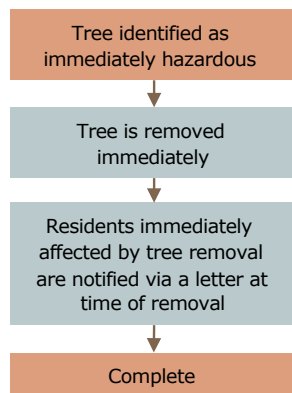 Tree identified as
immediately hazardous
Tree is removed
immediately
Residents immediately
affected by tree removal
are notified via a letter at
time of removal
Complete